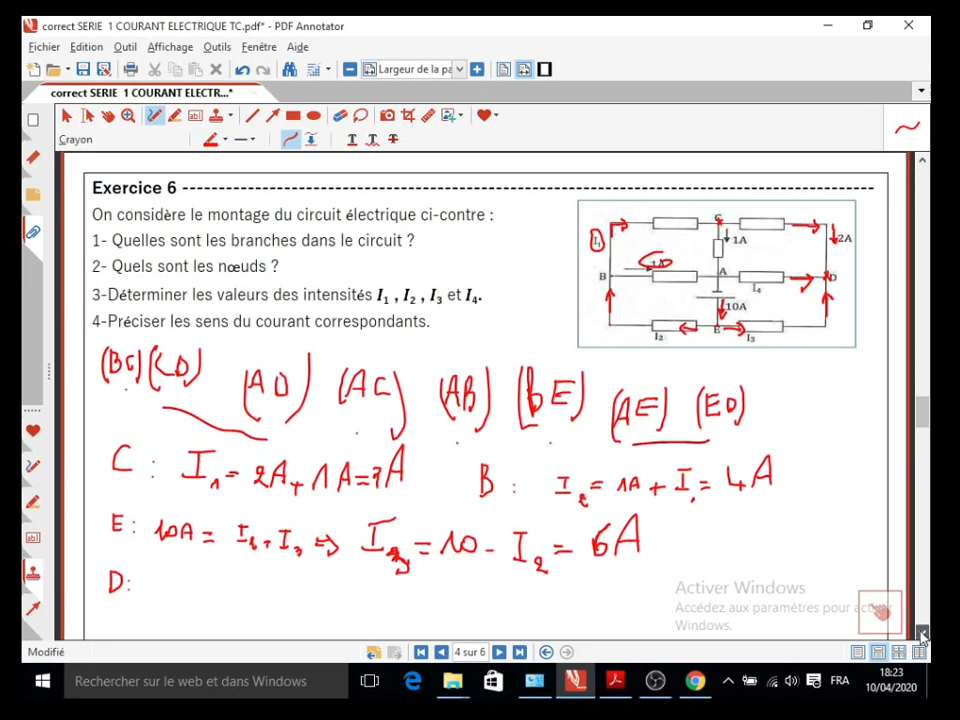 correct SERIE 1 COURANT ELECTRIQUE TC.pdf* - PDF Annotator
Fichier Edition Outil Affichage Outils Fenêtre Aide
Largeur de la pa
correct SERIE 1 COURANT ELECTR...*
Crayon
Exercice 6
On considère le montage du circuit électrique ci-contre :
1- Quelles sont les branches dans le circuit ?
2- Quels sont les nœuds ?
3-Déterminer les valeurs des intensités I₁ , I₂ , I₃ et I₄.
4-Préciser les sens du courant correspondants.
C
I₁
1A
2A
B
A
D
I₄
10A
I₂
E
I₃
(BC) (CD) (AD) (AC) (AB) (BE) (AE) (ED)
C : I₁ = 2A + 1A = 3A
B : I₂ = 1A + I₁ = 4A
E : 10A = I₂ + I₃ => I₃ = 10 - I₂ = 6A
D:
Activer Windows
Accédez aux paramètres pour activer
Windows.
Modifié
4 sur 6
Rechercher sur le web et dans Windows
FRA
18:23
10/04/2020